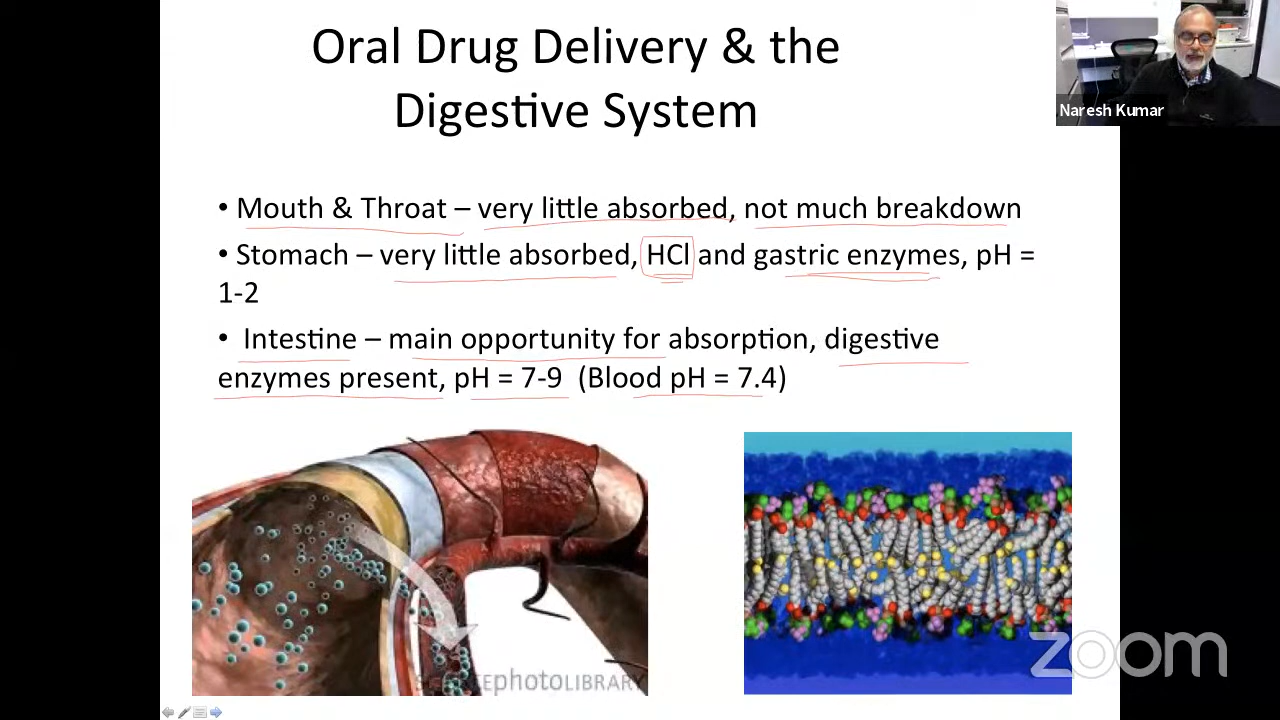 Oral Drug Delivery & the
Digestive System
Naresh Kumar
• Mouth & Throat – very little absorbed, not much breakdown
• Stomach – very little absorbed, HCl and gastric enzymes, pH =
1-2
• Intestine – main opportunity for absorption, digestive
enzymes present, pH = 7-9 (Blood pH = 7.4)
SCIENCEphotoLIBRARY
zoom